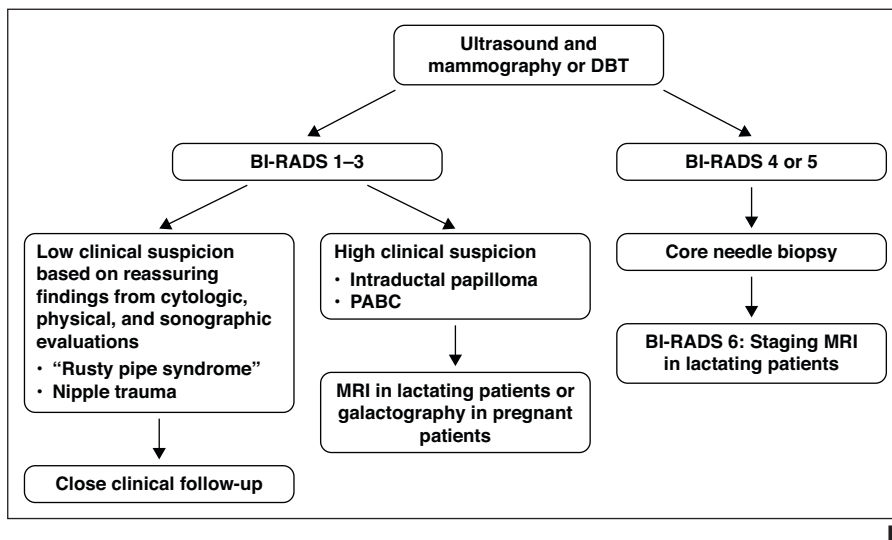 Ultrasound and
mammography or DBT
BI-RADS 1–3
BI-RADS 4 or 5
Low clinical suspicion
based on reassuring
findings from cytologic,
physical, and sonographic
evaluations
• “Rusty pipe syndrome”
• Nipple trauma
High clinical suspicion
• Intraductal papilloma
• PABC
Core needle biopsy
BI-RADS 6: Staging MRI
in lactating patients
MRI in lactating patients or
galactography in pregnant
patients
Close clinical follow-up